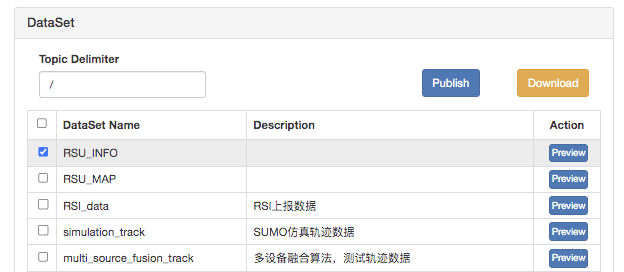 DataSet
Topic Delimiter
/
Publish
Download
DataSet Name Description Action
RSU_INFO Preview
RSU_MAP Preview
RSI_data RSI上报数据 Preview
simulation_track SUMO仿真轨迹数据 Preview
multi_source_fusion_track 多设备融合算法，测试轨迹数据 Preview